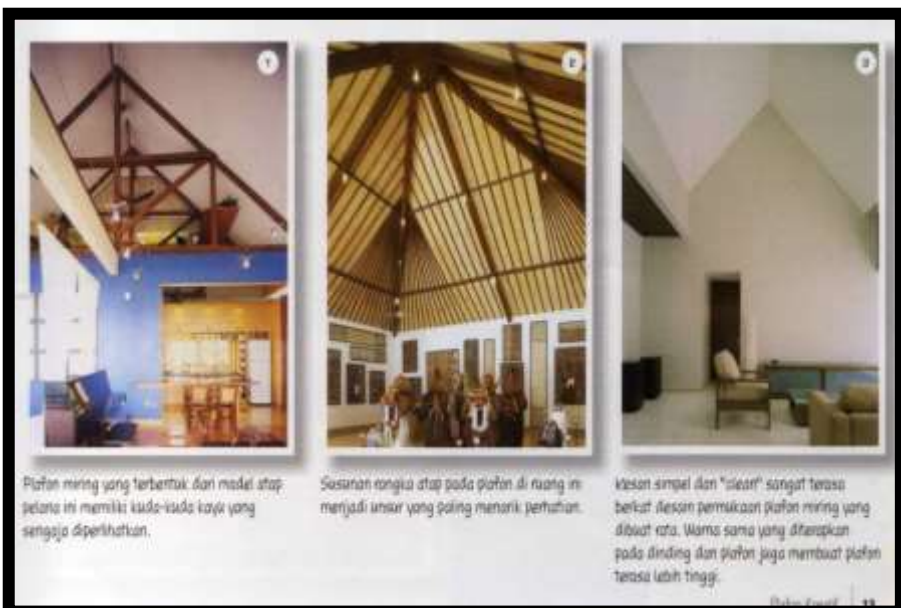 1
2
3
Plafon miring yang terbentuk dari model atap
pelana ini memiliki kuda-kuda kayu yang
sengaja diperlihatkan.
Susunan rangka atap pada plafon di ruang ini
menjadi unsur yang paling menarik perhatian.
Kesan simpel dan "clean" sangat terasa
berkat desain permukaan plafon miring yang
dibuat rata. Warna sama yang diterapkan
pada dinding dan plafon juga membuat plafon
terasa lebih tinggi.
Plafon Kreatif